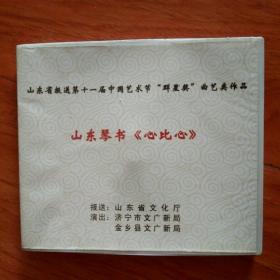 山东省报送第十一届中国艺术节“群星奖”曲艺类作品
山东琴书《心比心》
报送：山东省文化厅
演出：济宁市文广新局
金乡县文广新局